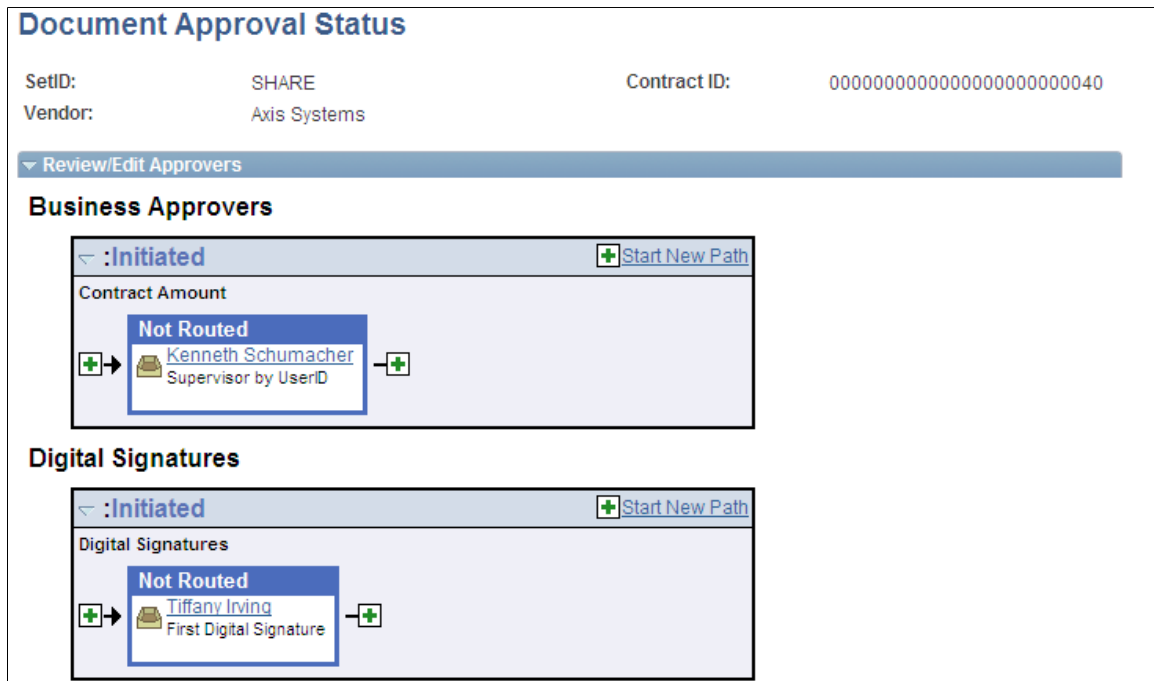 Document Approval Status
SetID: SHARE Contract ID: 0000000000000000000000040
Vendor: Axis Systems
Review/Edit Approvers
Business Approvers
:Initiated Start New Path
Contract Amount
Not Routed
Kenneth Schumacher
Supervisor by UserID
Digital Signatures
:Initiated Start New Path
Digital Signatures
Not Routed
Tiffany Irving
First Digital Signature